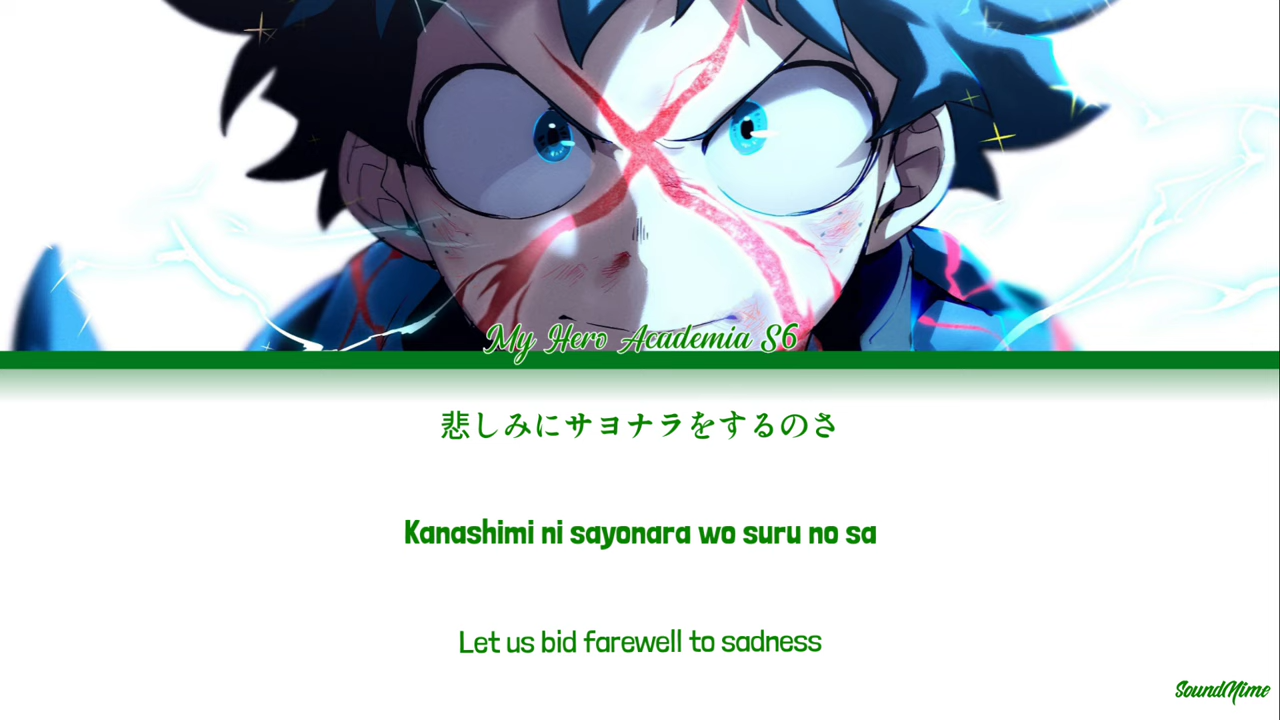 My Hero Academia S6
悲しみにサヨナラをするのさ
Kanashimi ni sayonara wo suru no sa
Let us bid farewell to sadness
SoundMime